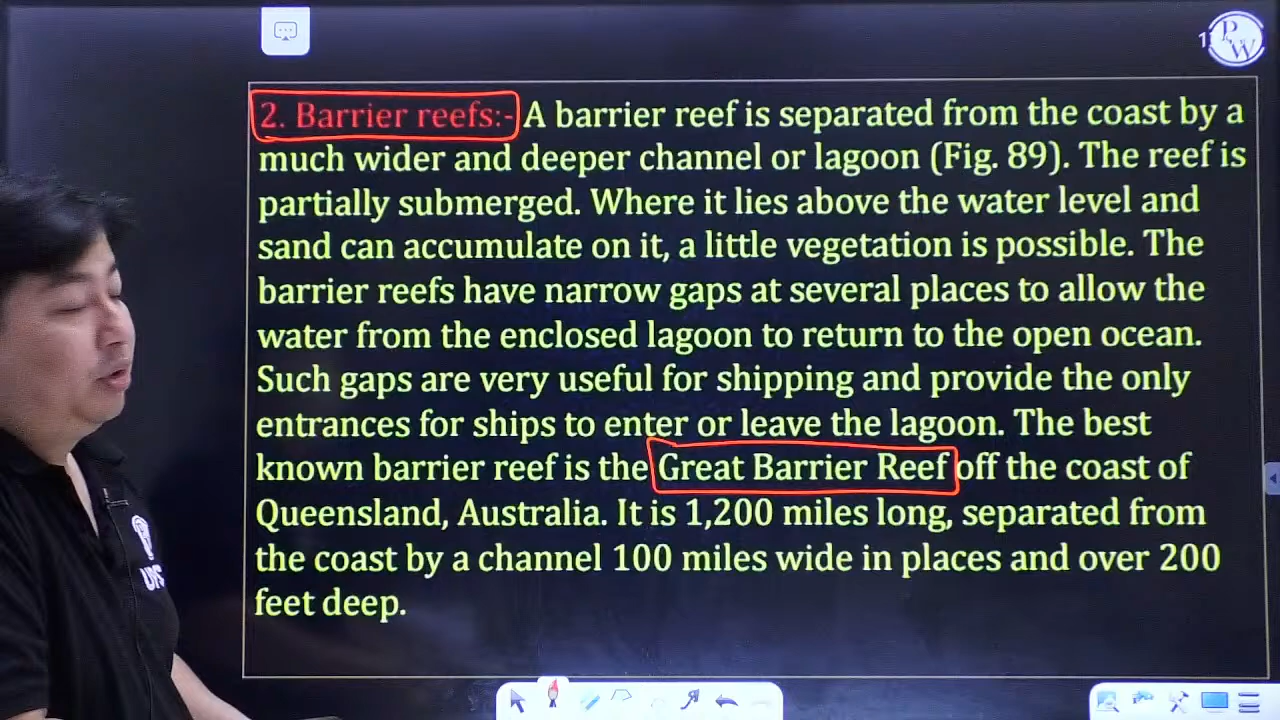 PW
2. Barrier reefs:- A barrier reef is separated from the coast by a
much wider and deeper channel or lagoon (Fig. 89). The reef is
partially submerged. Where it lies above the water level and
sand can accumulate on it, a little vegetation is possible. The
barrier reefs have narrow gaps at several places to allow the
water from the enclosed lagoon to return to the open ocean.
Such gaps are very useful for shipping and provide the only
entrances for ships to enter or leave the lagoon. The best
known barrier reef is the Great Barrier Reef off the coast of
Queensland, Australia. It is 1,200 miles long, separated from
the coast by a channel 100 miles wide in places and over 200
feet deep.